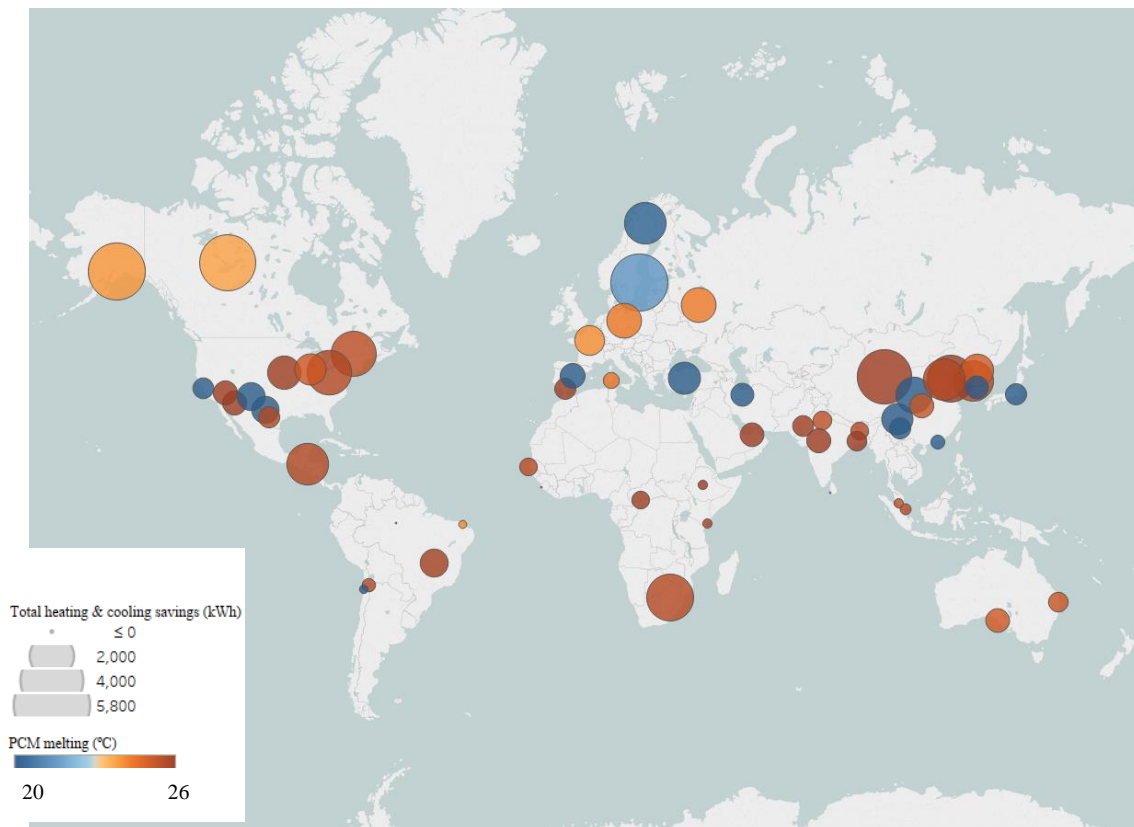 Total heating & cooling savings (kWh)
≤ 0
2,000
4,000
5,800
PCM melting (℃)
20 26